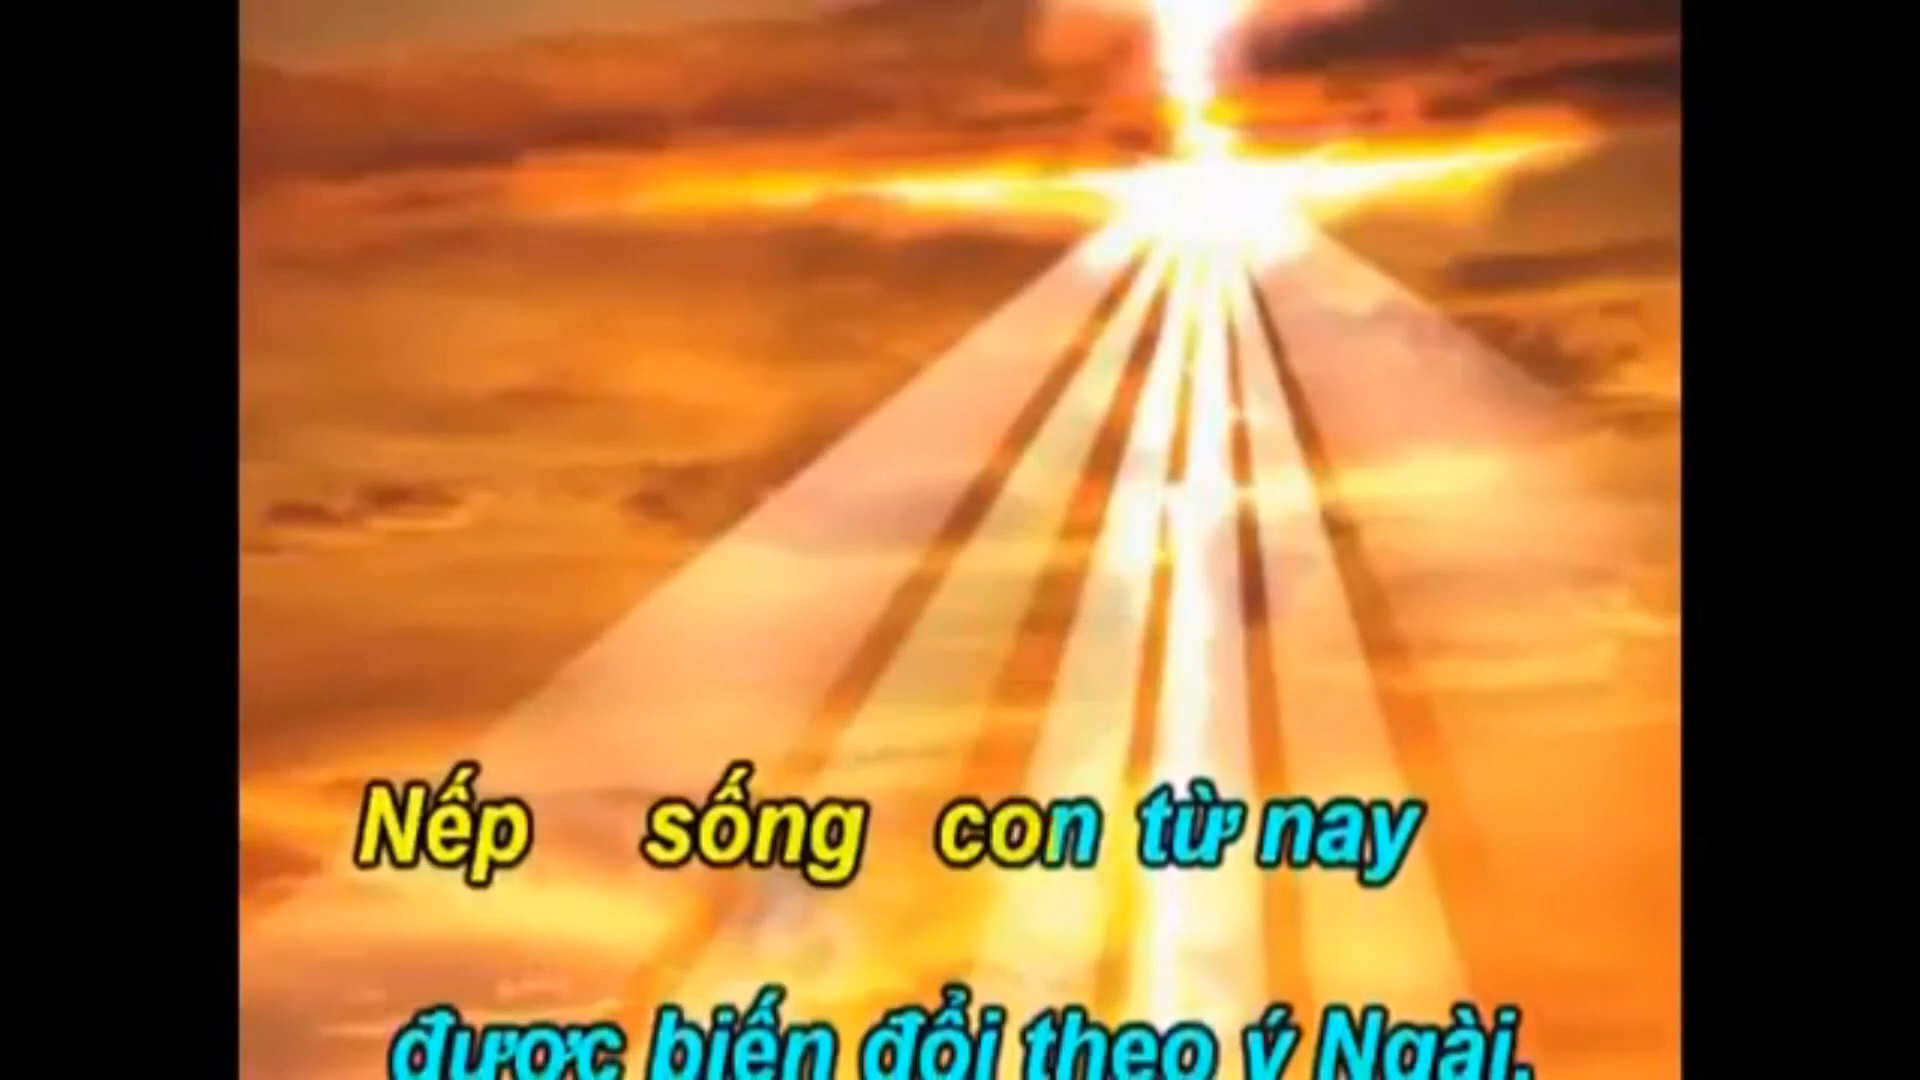 Nếp sống con từ nay
được biến đổi theo ý Ngài.